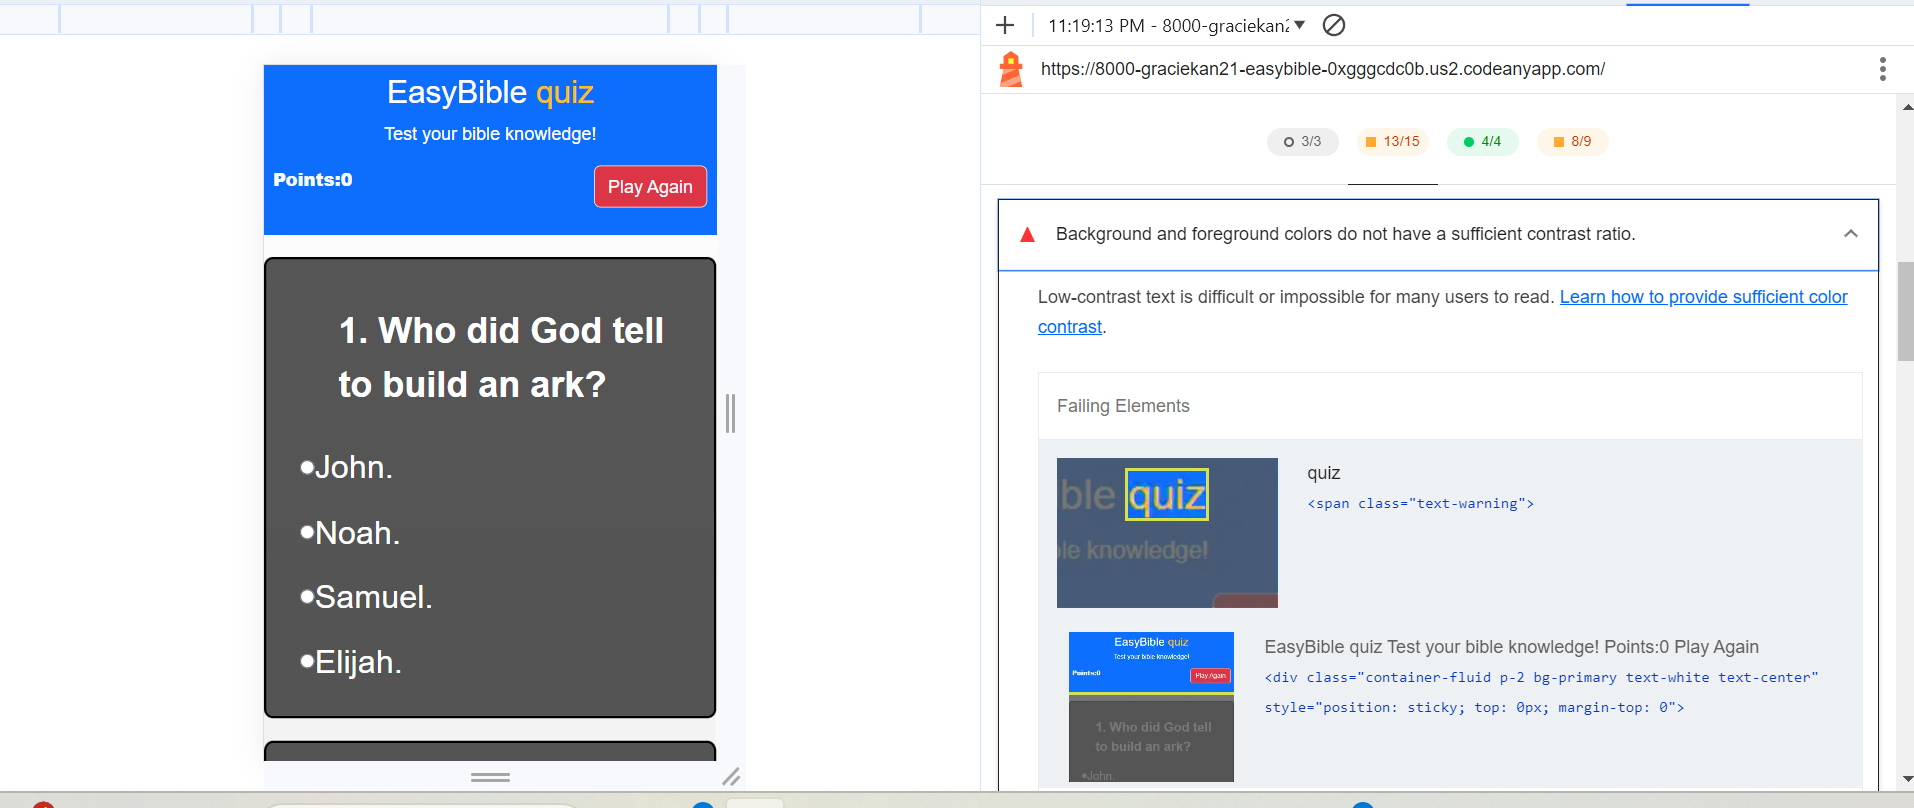 EasyBible quiz
Test your bible knowledge!
Points:0
Play Again
1. Who did God tell
to build an ark?
John.
Noah.
Samuel.
Elijah.
11:19:13 PM - 8000-graciekan
https://8000-graciekan21-easybible-0xgggcdc0b.us2.codeanyapp.com/
3/3
13/15
4/4
8/9
Background and foreground colors do not have a sufficient contrast ratio.
Low-contrast text is difficult or impossible for many users to read. Learn how to provide sufficient color
contrast.
Failing Elements
ble quiz
ble knowledge!
quiz
<span class="text-warning">
EasyBible quiz
Test your bible knowledge!
Points:0
Play Again
1. Who did God tell
to build an ark?
John.
EasyBible quiz Test your bible knowledge! Points:0 Play Again
<div class="container-fluid p-2 bg-primary text-white text-center"
style="position: sticky; top: 0px; margin-top: 0">